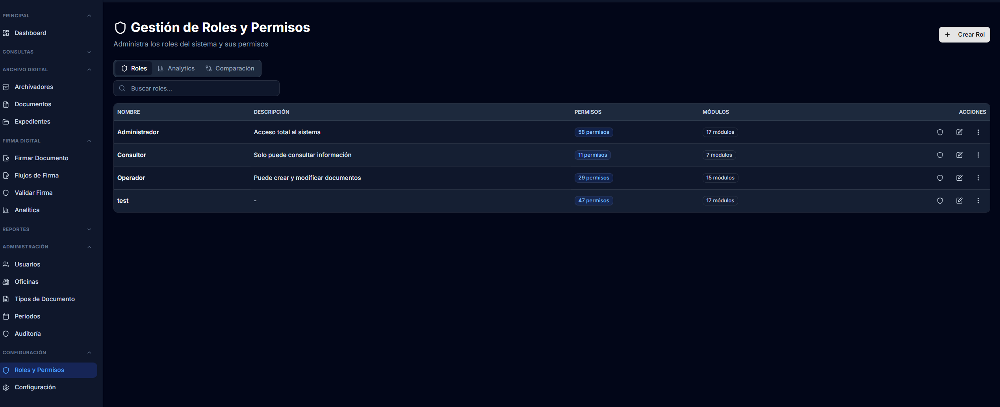 PRINCIPAL
Dashboard
CONSULTAS
ARCHIVO DIGITAL
Archivadores
Documentos
Expedientes
FIRMA DIGITAL
Firmar Documento
Flujos de Firma
Validar Firma
Analítica
REPORTES
ADMINISTRACIÓN
Usuarios
Oficinas
Tipos de Documento
Periodos
Auditoría
CONFIGURACIÓN
Roles y Permisos
Configuración
Gestión de Roles y Permisos
Administra los roles del sistema y sus permisos
Crear Rol
Roles Analytics Comparación
Buscar roles...
NOMBRE DESCRIPCIÓN PERMISOS MÓDULOS ACCIONES
Administrador Acceso total al sistema 58 permisos 17 módulos
Consultor Solo puede consultar información 11 permisos 7 módulos
Operador Puede crear y modificar documentos 29 permisos 15 módulos
test - 47 permisos 17 módulos